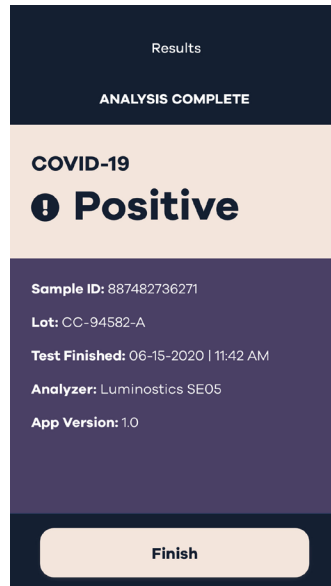 Results
ANALYSIS COMPLETE
COVID-19
Positive
Sample ID: 887482736271
Lot: CC-94582-A
Test Finished: 06-15-2020 | 11:42 AM
Analyzer: Luminostics SE05
App Version: 1.0
Finish